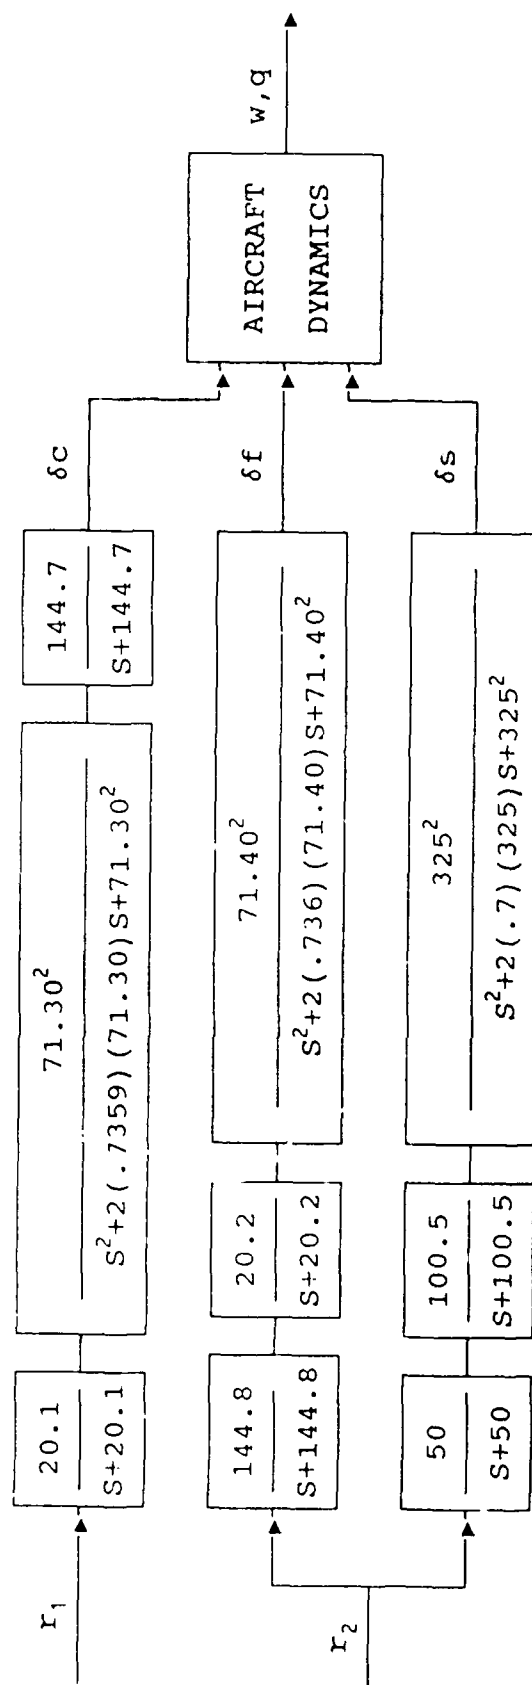 r₁
20.1
S+20.1
71.30²
S²+2(.7359)(71.30)S+71.30²
144.7
S+144.7
δc
r₂
144.8
S+144.8
20.2
S+20.2
71.40²
S²+2(.736)(71.40)S+71.40²
δf
50
S+50
100.5
S+100.5
325²
S²+2(.7)(325)S+325²
δs
AIRCRAFT
DYNAMICS
w,q